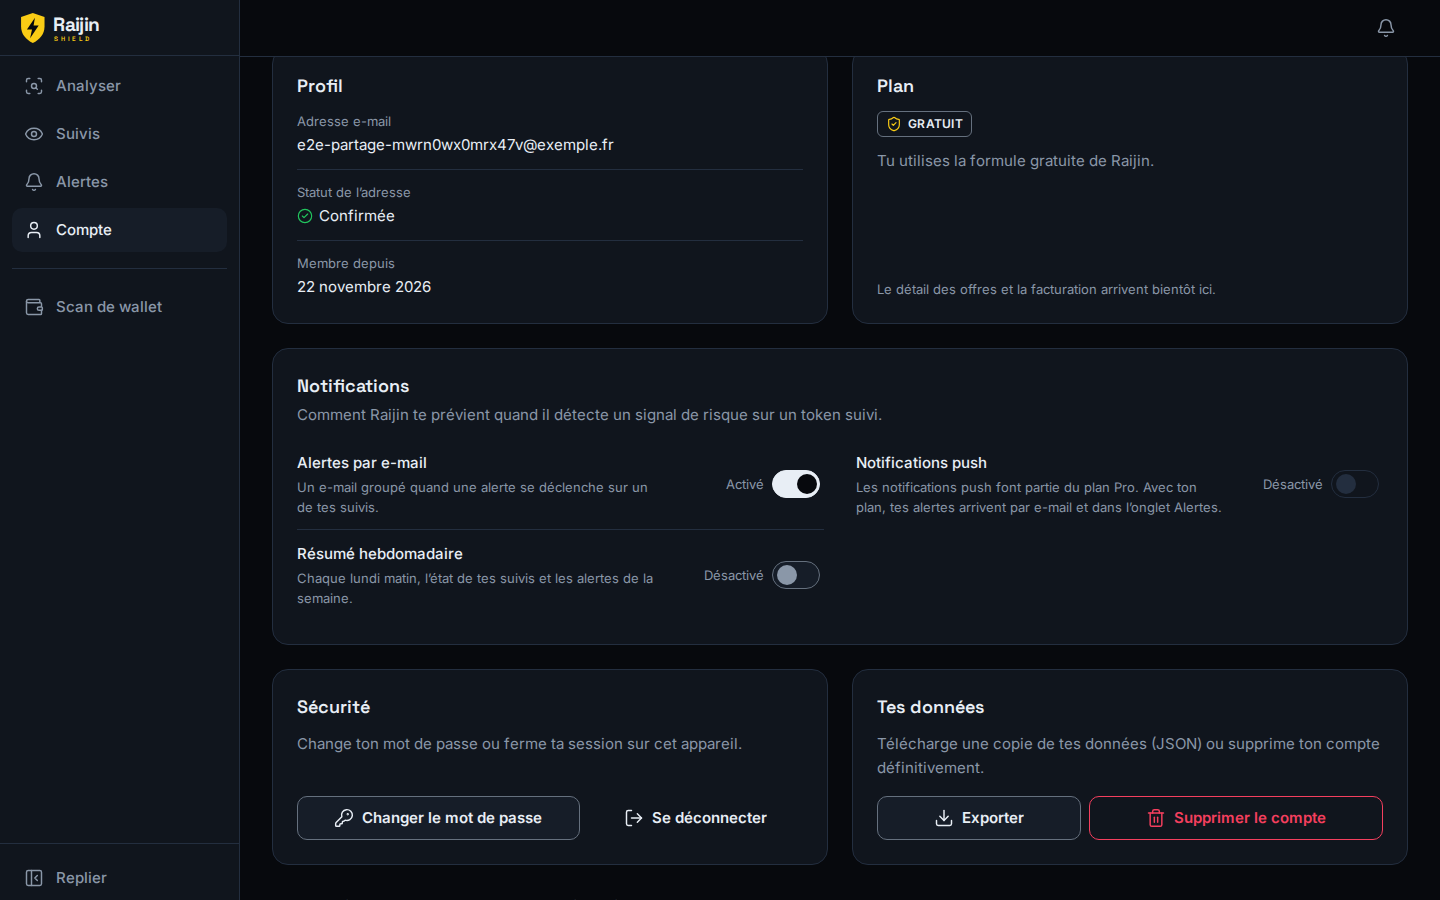 Raijin
SHIELD
Analyser
Suivis
Alertes
Compte
Scan de wallet
Replier
Profil
Adresse e-mail
e2e-partage-mwrn0wx0mrx47v@exemple.fr
Statut de l’adresse
Confirmée
Membre depuis
22 novembre 2026
Plan
GRATUIT
Tu utilises la formule gratuite de Raijin.
Le détail des offres et la facturation arrivent bientôt ici.
Notifications
Comment Raijin te prévient quand il détecte un signal de risque sur un token suivi.
Alertes par e-mail
Un e-mail groupé quand une alerte se déclenche sur un
de tes suivis.
Activé
Notifications push
Les notifications push font partie du plan Pro. Avec ton
plan, tes alertes arrivent par e-mail et dans l’onglet Alertes.
Désactivé
Résumé hebdomadaire
Chaque lundi matin, l’état de tes suivis et les alertes de la
semaine.
Désactivé
Sécurité
Change ton mot de passe ou ferme ta session sur cet appareil.
Changer le mot de passe
Se déconnecter
Tes données
Télécharge une copie de tes données (JSON) ou supprime ton compte
définitivement.
Exporter
Supprimer le compte